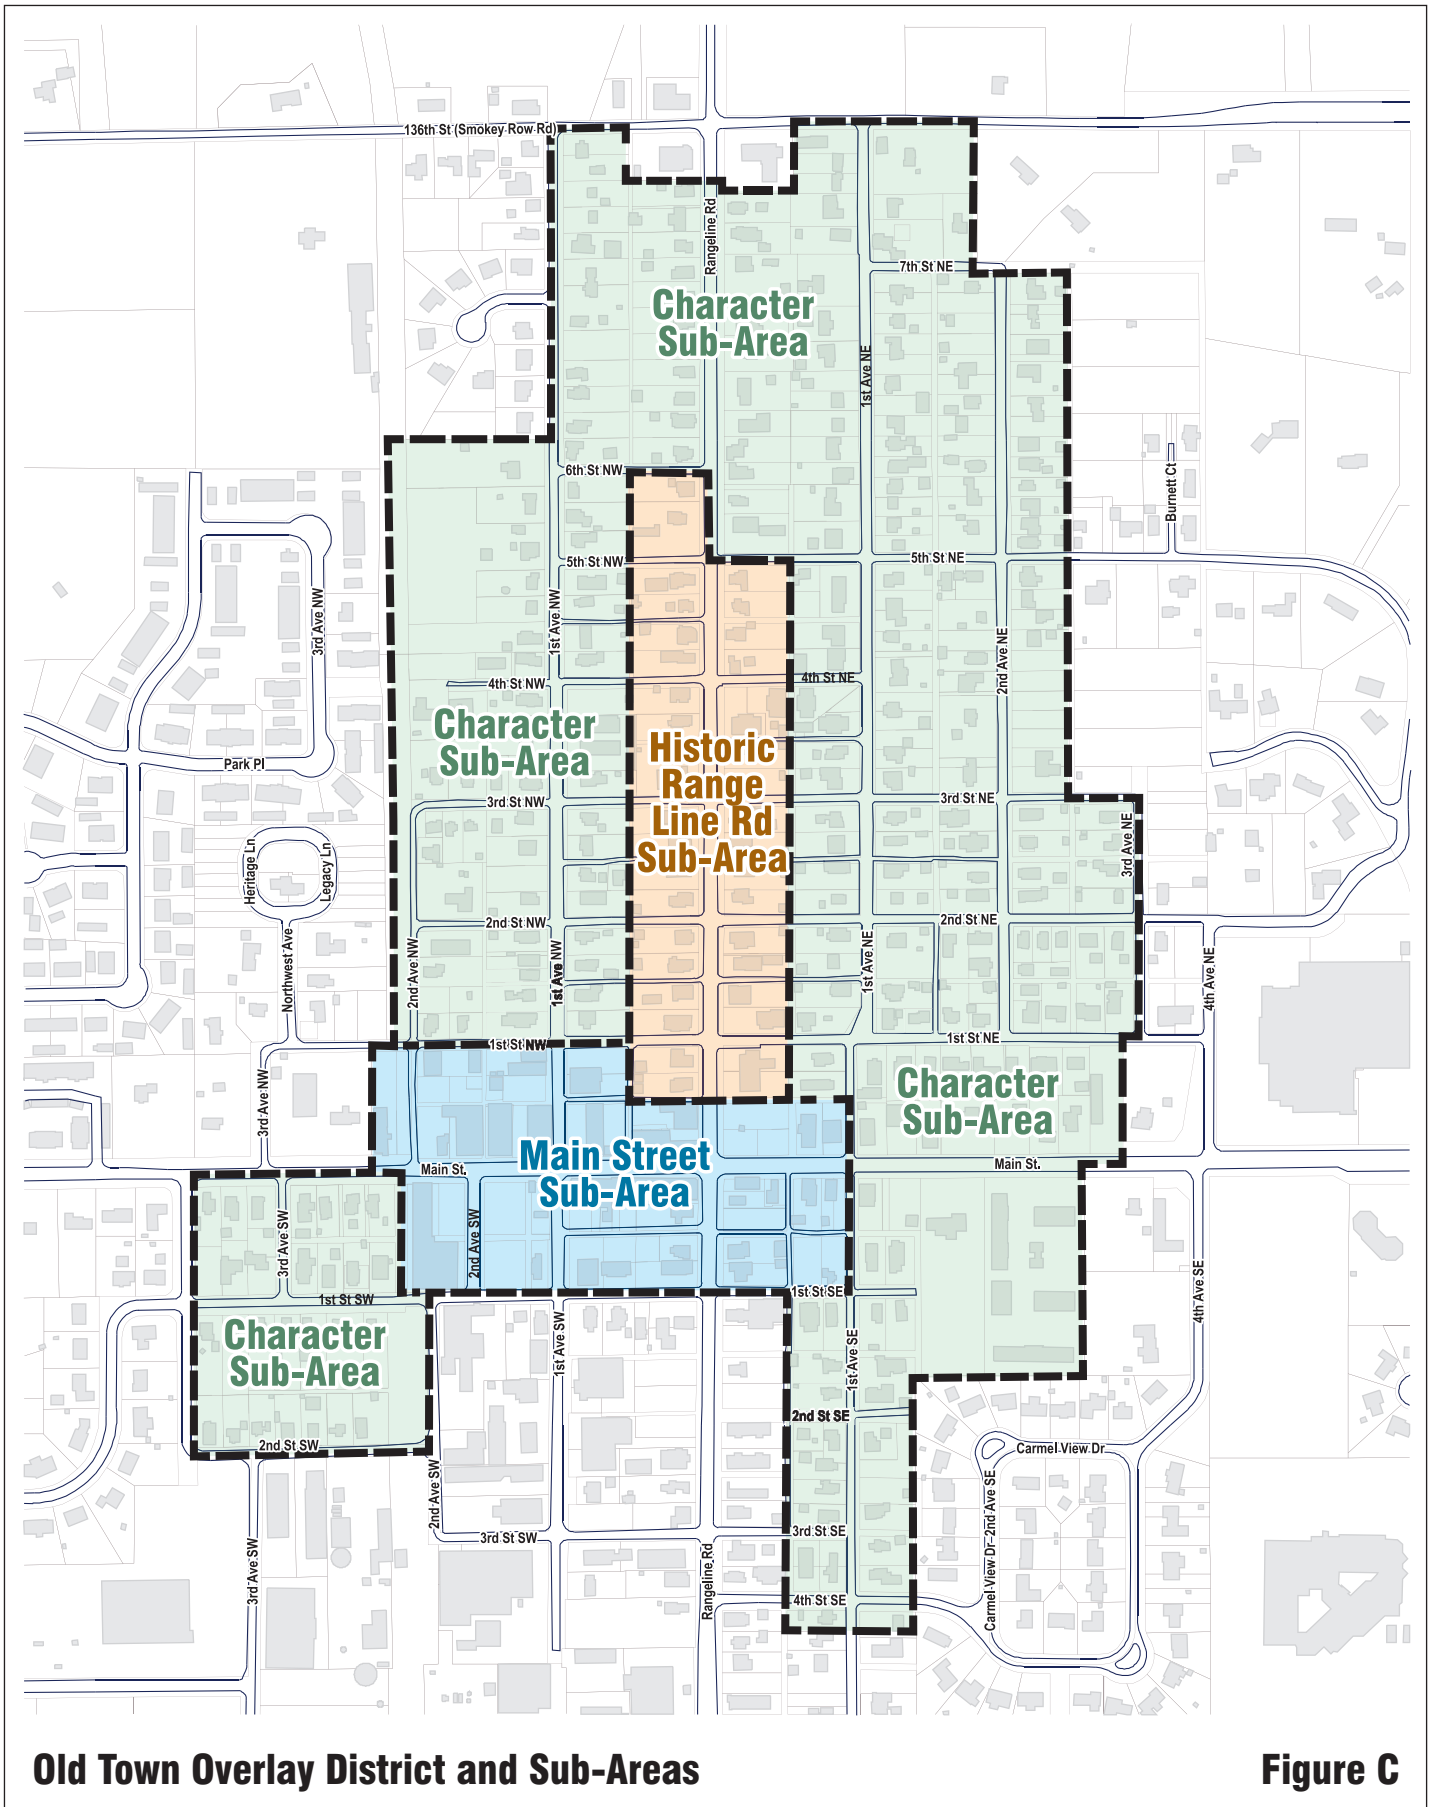 136th St (Smokey Row Rd)
Rangeline Rd
7th St NE
Character
Sub-Area
1st Ave NE
6th St NW
Burnett Ct
5th St NW
5th St NE
3rd Ave NW
1st Ave NW
2nd Ave NE
4th St NW
4th St NE
Character
Sub-Area
Historic
Range
Line Rd
Sub-Area
Park Pl
3rd St NW
3rd St NE
Heritage Ln
Legacy Ln
3rd Ave NE
2nd St NW
2nd St NE
Northwest Ave
2nd Ave NW
1st Ave NW
1st Ave NE
4th Ave NE
1st St NW
1st St NE
3rd Ave NW
Character
Sub-Area
Main St.
Main Street
Sub-Area
Main St.
3rd Ave SW
2nd Ave SW
4th Ave SE
1st St SW
1st St SE
Character
Sub-Area
1st Ave SW
1st Ave SE
2nd St SE
2nd St SW
Carmel View Dr
2nd Ave SW
2nd Ave SE
3rd St SW
3rd St SE
3rd Ave SW
Rangeline Rd
Carmel View Dr
4th St SE
Old Town Overlay District and Sub-Areas
Figure C